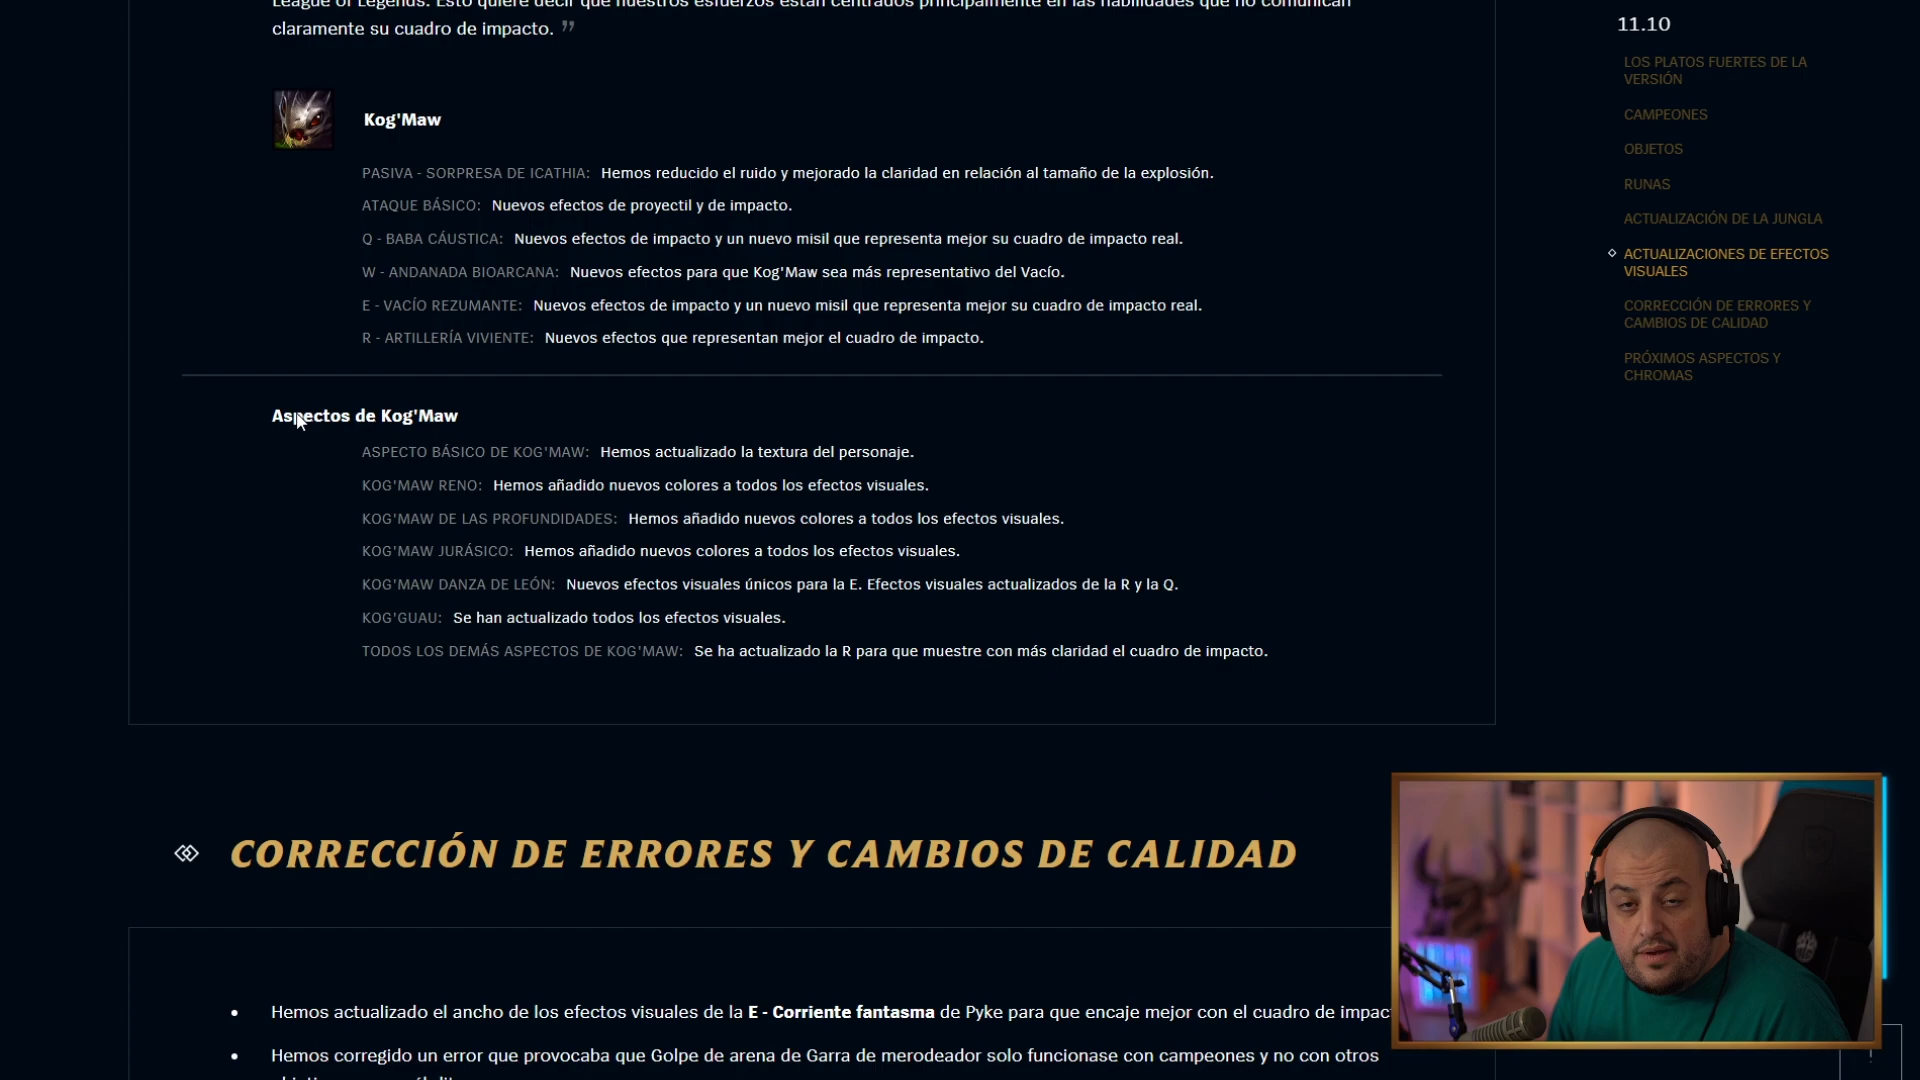 League of Legends. Esto quiere decir que nuestros esfuerzos están centrados principalmente en las habilidades que no comunican
claramente su cuadro de impacto. ”
Kog'Maw
PASIVA - SORPRESA DE ICATHIA: Hemos reducido el ruido y mejorado la claridad en relación al tamaño de la explosión.
ATAQUE BÁSICO: Nuevos efectos de proyectil y de impacto.
Q - BABA CÁUSTICA: Nuevos efectos de impacto y un nuevo misil que representa mejor su cuadro de impacto real.
W - ANDANADA BIOARCANA: Nuevos efectos para que Kog'Maw sea más representativo del Vacío.
E - VACÍO REZUMANTE: Nuevos efectos de impacto y un nuevo misil que representa mejor su cuadro de impacto real.
R - ARTILLERÍA VIVIENTE: Nuevos efectos que representan mejor el cuadro de impacto.
Aspectos de Kog'Maw
ASPECTO BÁSICO DE KOG'MAW: Hemos actualizado la textura del personaje.
KOG'MAW RENO: Hemos añadido nuevos colores a todos los efectos visuales.
KOG'MAW DE LAS PROFUNDIDADES: Hemos añadido nuevos colores a todos los efectos visuales.
KOG'MAW JURÁSICO: Hemos añadido nuevos colores a todos los efectos visuales.
KOG'MAW DANZA DE LEÓN: Nuevos efectos visuales únicos para la E. Efectos visuales actualizados de la R y la Q.
KOG'GUAU: Se han actualizado todos los efectos visuales.
TODOS LOS DEMÁS ASPECTOS DE KOG'MAW: Se ha actualizado la R para que muestre con más claridad el cuadro de impacto.
CORRECCIÓN DE ERRORES Y CAMBIOS DE CALIDAD
• Hemos actualizado el ancho de los efectos visuales de la E - Corriente fantasma de Pyke para que encaje mejor con el cuadro de impac
• Hemos corregido un error que provocaba que Golpe de arena de Garra de merodeador solo funcionase con campeones y no con otros
11.10
LOS PLATOS FUERTES DE LA
VERSIÓN
CAMPEONES
OBJETOS
RUNAS
ACTUALIZACIÓN DE LA JUNGLA
ACTUALIZACIONES DE EFECTOS
VISUALES
CORRECCIÓN DE ERRORES Y
CAMBIOS DE CALIDAD
PRÓXIMOS ASPECTOS Y
CHROMAS